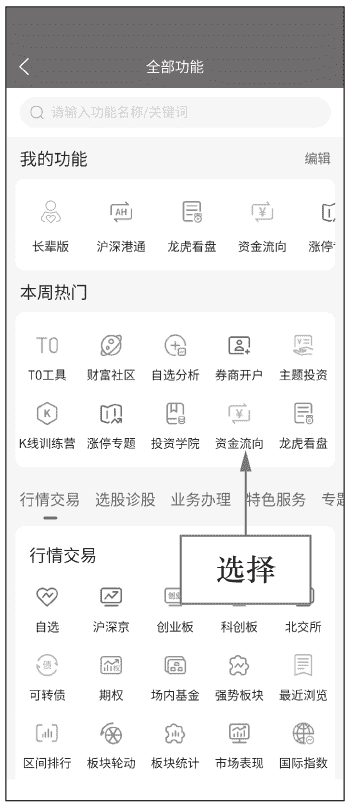 全部功能
请输入功能名称/关键词
我的功能 编辑
长辈版 沪深港通 龙虎看盘 资金流向 涨停
本周热门
T0
T0工具 财富社区 自选分析 券商开户 主题投资
K线训练营 涨停专题 投资学院 资金流向 龙虎看盘
行情交易 选股诊股 业务办理 特色服务 专题
行情交易
选择
自选 沪深京 创业板 科创板 北交所
可转债 期权 场内基金 强势板块 最近浏览
区间排行 板块轮动 板块统计 市场表现 国际指数